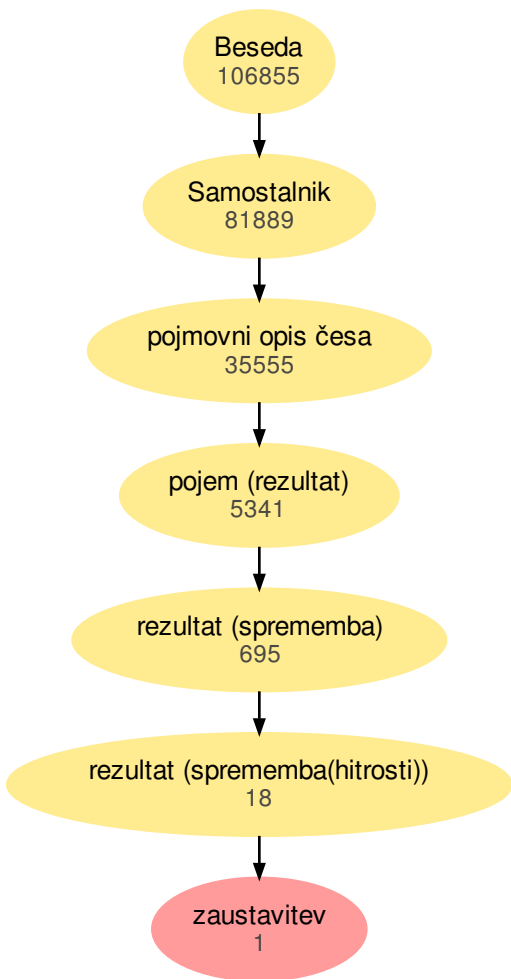 Beseda
106855
Samostalnik
81889
pojmovni opis česa
35555
pojem (rezultat)
5341
rezultat (sprememba)
695
rezultat (sprememba(hitrosti))
18
zaustavitev
1